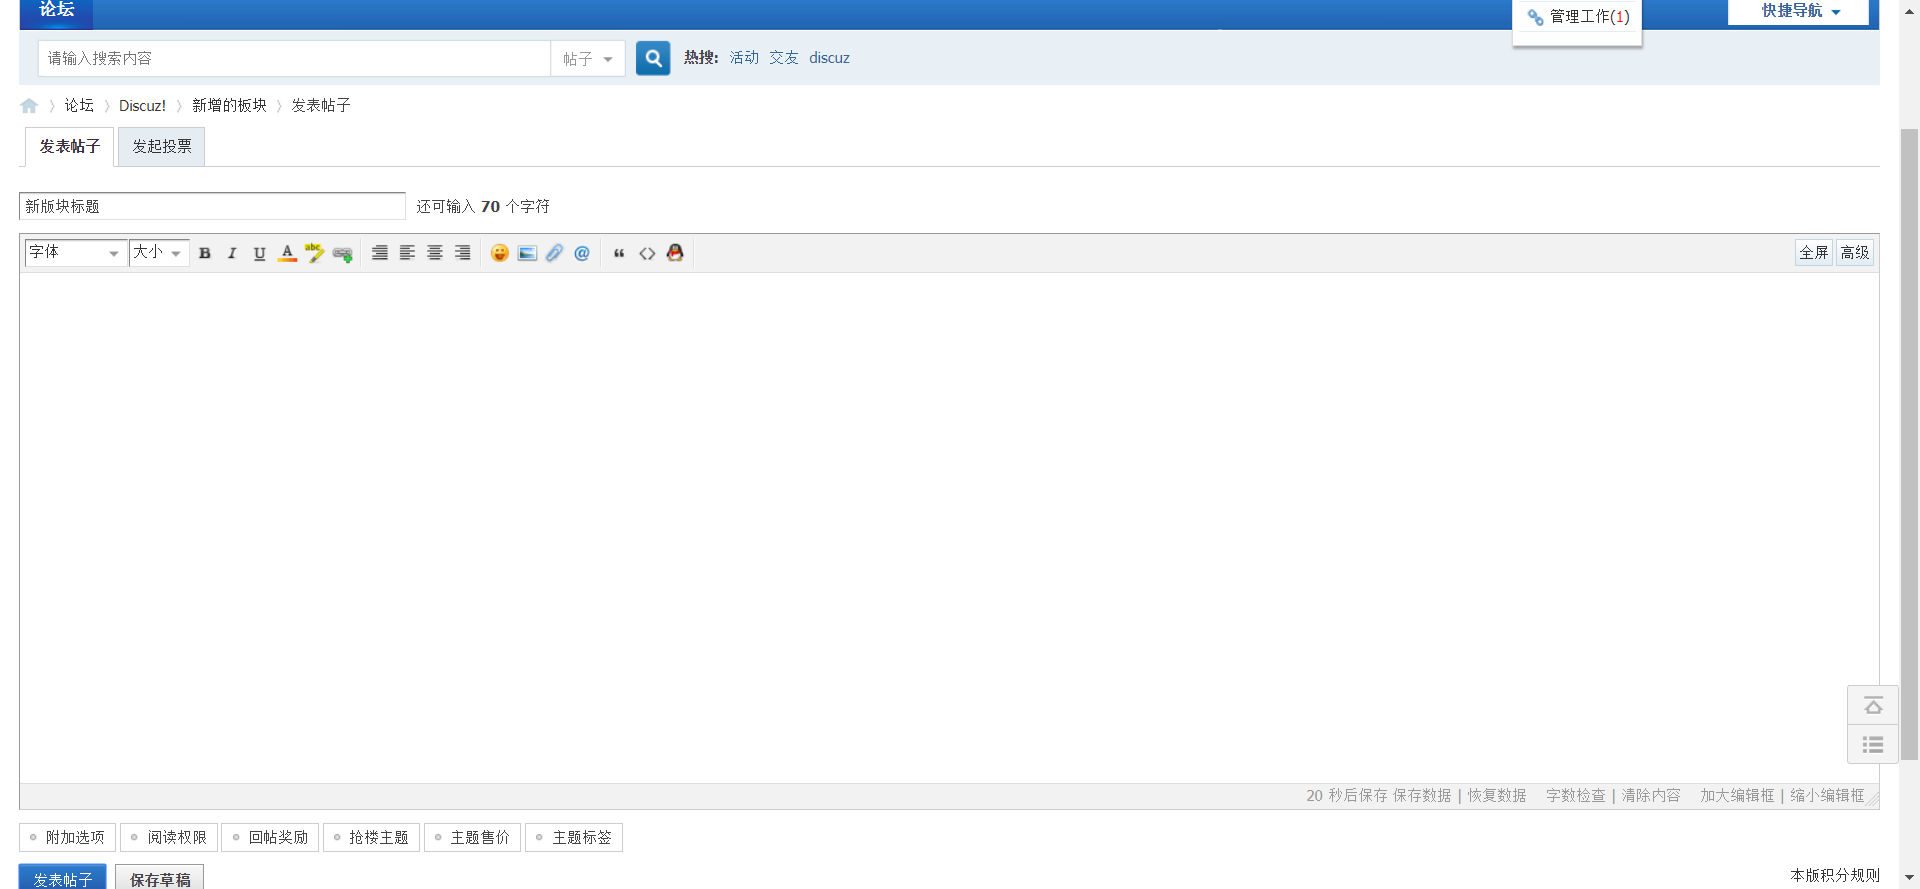 论坛
管理工作(1)
快捷导航
请输入搜索内容 帖子 热搜: 活动 交友 discuz
论坛 Discuz! 新增的板块 发表帖子
发表帖子 发起投票
新版块标题 还可输入 70 个字符
字体 大小 B I U A abc @ “ <> 全屏 高级
20 秒后保存 保存数据 | 恢复数据 字数检查 | 清除内容 加大编辑框 | 缩小编辑框
附加选项 阅读权限 回帖奖励 抢楼主题 主题售价 主题标签
发表帖子 保存草稿 本版积分规则